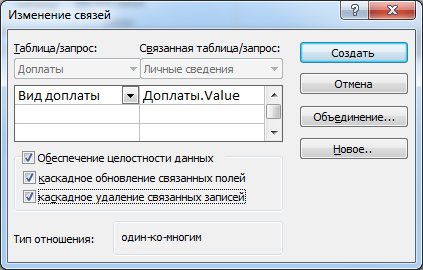 Изменение связей
Таблица/запрос: Связанная таблица/запрос:
Доплаты Личные сведения
Вид доплаты Доплаты.Value
Обеспечение целостности данных
каскадное обновление связанных полей
каскадное удаление связанных записей
Тип отношения: один-ко-многим
Создать
Отмена
Объединение...
Новое..